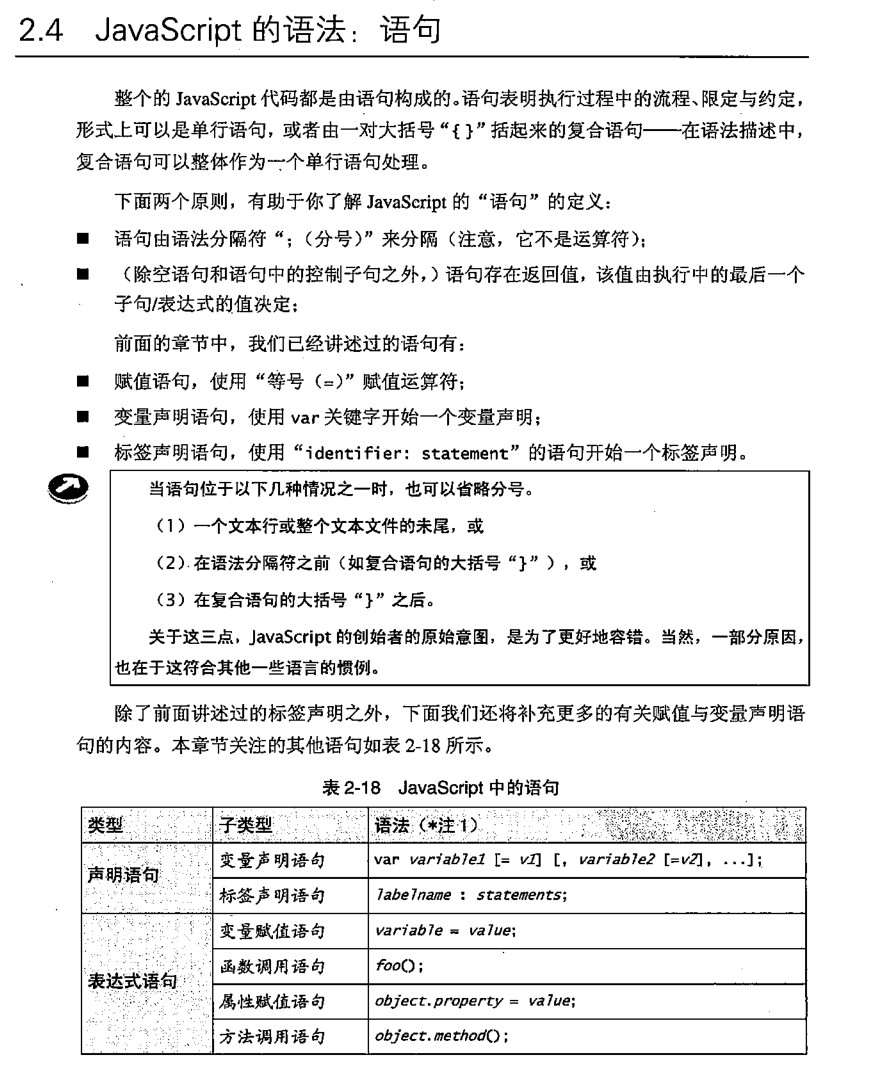 2.4 JavaScript 的语法：语句
整个的 JavaScript 代码都是由语句构成的。语句表明执行过程中的流程、限定与约定，
形式上可以是单行语句，或者由一对大括号“{ }”括起来的复合语句——在语法描述中，
复合语句可以整体作为一个单行语句处理。
下面两个原则，有助于你了解 JavaScript 的“语句”的定义：
■ 语句由语法分隔符“；（分号）”来分隔（注意，它不是运算符）；
■ （除空语句和语句中的控制子句之外，）语句存在返回值，该值由执行中的最后一个
子句/表达式的值决定；
前面的章节中，我们已经讲述过的语句有：
■ 赋值语句，使用“等号（=）”赋值运算符；
■ 变量声明语句，使用 var 关键字开始一个变量声明；
■ 标签声明语句，使用“identifier: statement”的语句开始一个标签声明。
当语句位于以下几种情况之一时，也可以省略分号。
（1）一个文本行或整个文本文件的未尾，或
（2）在语法分隔符之前（如复合语句的大括号“}”），或
（3）在复合语句的大括号“}”之后。
关于这三点，JavaScript 的创始者的原始意图，是为了更好地容错。当然，一部分原因，
也在于这符合其他一些语言的惯例。
除了前面讲述过的标签声明之外，下面我们还将补充更多的有关赋值与变量声明语
句的内容。本章节关注的其他语句如表 2-18 所示。
表 2-18 JavaScript 中的语句
类型 子类型 语法（*注 1）
声明语句 变量声明语句 var variable1 [= v1] [, variable2 [=v2], ...];
标签声明语句 labelname : statements;
表达式语句 变量赋值语句 variable = value;
函数调用语句 foo();
属性赋值语句 object.property = value;
方法调用语句 object.method();